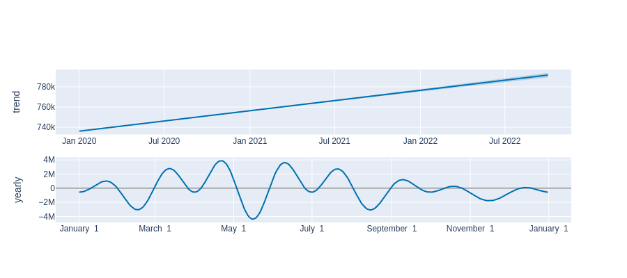 trend
780k
760k
740k
Jan 2020 Jul 2020 Jan 2021 Jul 2021 Jan 2022 Jul 2022
yearly
4M
2M
0
−2M
−4M
January 1 March 1 May 1 July 1 September 1 November 1 January 1